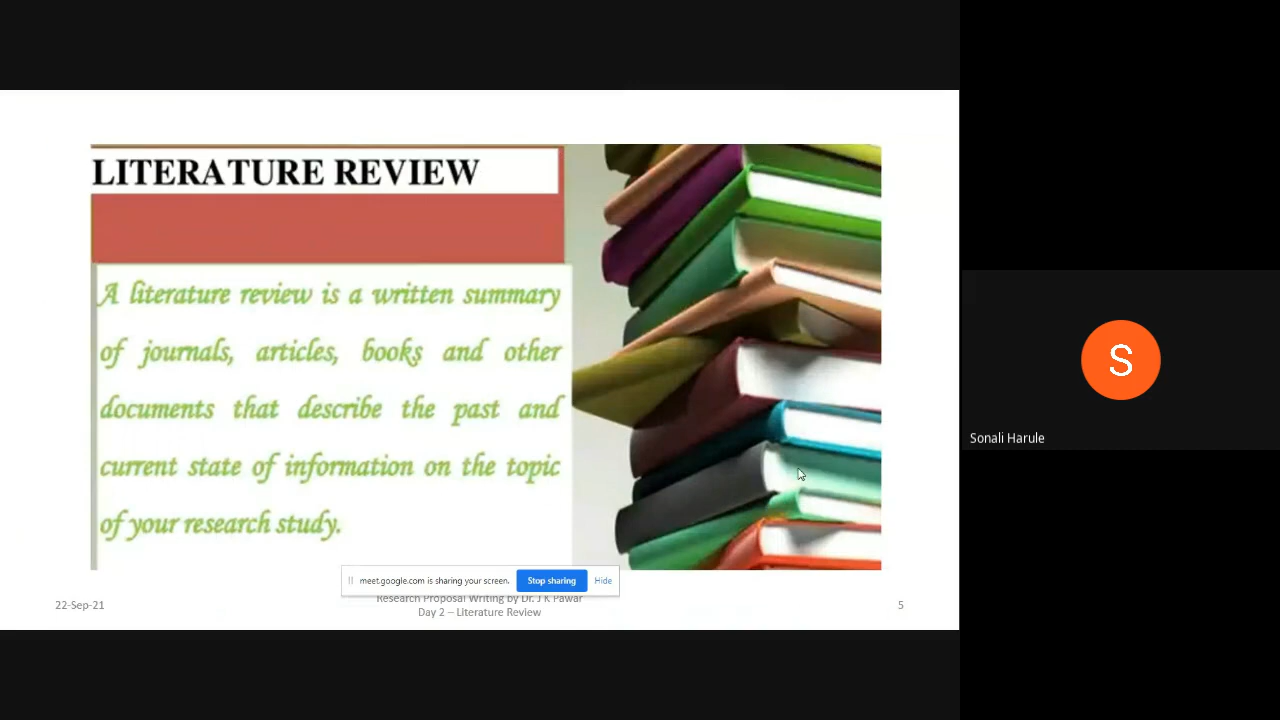 LITERATURE REVIEW
A literature review is a written summary
of journals, articles, books and other
documents that describe the past and
current state of information on the topic
of your research study.
meet.google.com is sharing your screen.
Stop sharing
Hide
22-Sep-21
Research Proposal Writing by Dr. J K Pawar
Day 2 – Literature Review
5
S
Sonali Harule